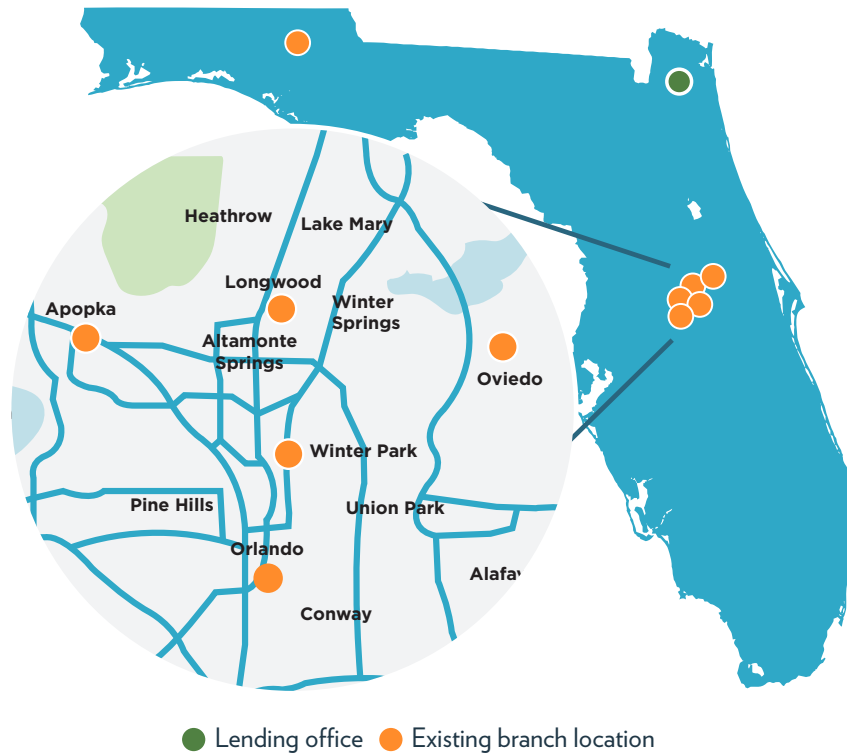 Heathrow
Lake Mary
Longwood
Apopka
Winter
Springs
Altamonte
Springs
Oviedo
Winter Park
Pine Hills
Union Park
Orlando
Alafay
Conway
Lending office
Existing branch location